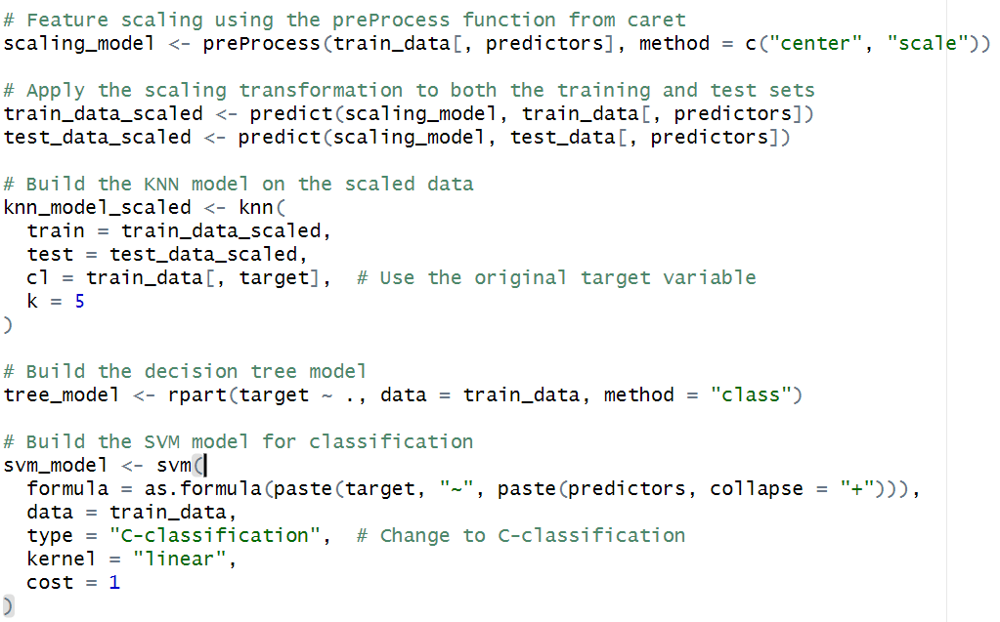 # Feature scaling using the preProcess function from caret
scaling_model <- preProcess(train_data[, predictors], method = c("center", "scale"))
# Apply the scaling transformation to both the training and test sets
train_data_scaled <- predict(scaling_model, train_data[, predictors])
test_data_scaled <- predict(scaling_model, test_data[, predictors])
# Build the KNN model on the scaled data
knn_model_scaled <- knn(
  train = train_data_scaled,
  test = test_data_scaled,
  cl = train_data[, target],  # Use the original target variable
  k = 5
)
# Build the decision tree model
tree_model <- rpart(target ~ ., data = train_data, method = "class")
# Build the SVM model for classification
svm_model <- svm(
  formula = as.formula(paste(target, "~", paste(predictors, collapse = "+"))),
  data = train_data,
  type = "C-classification",  # Change to C-classification
  kernel = "linear",
  cost = 1
)